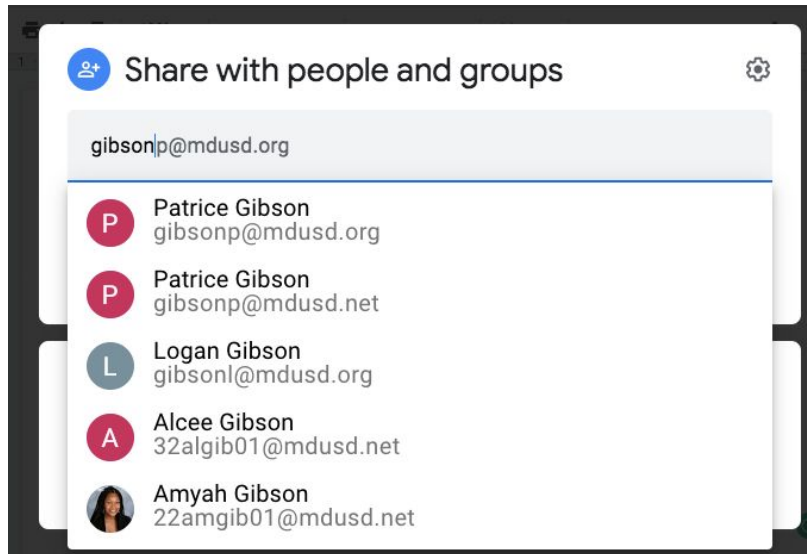 Share with people and groups
gibsonp@mdusd.org
P
Patrice Gibson
gibsonp@mdusd.org
P
Patrice Gibson
gibsonp@mdusd.net
L
Logan Gibson
gibsonl@mdusd.org
A
Alcee Gibson
32algib01@mdusd.net
Amyah Gibson
22amgib01@mdusd.net